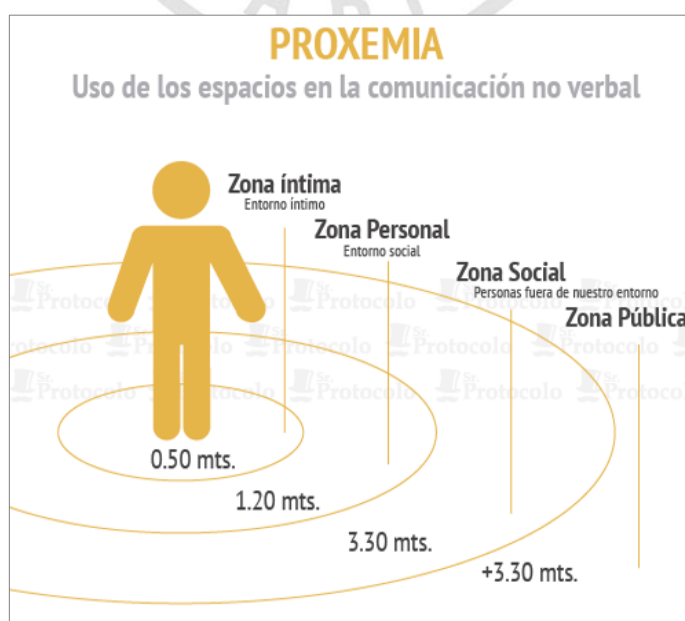 PROXEMIA
Uso de los espacios en la comunicación no verbal
Zona íntima
Entorno íntimo
Zona Personal
Entorno social
Zona Social
Personas fuera de nuestro entorno
Zona Pública
Sr. Protocolo
0.50 mts.
1.20 mts.
3.30 mts.
+3.30 mts.